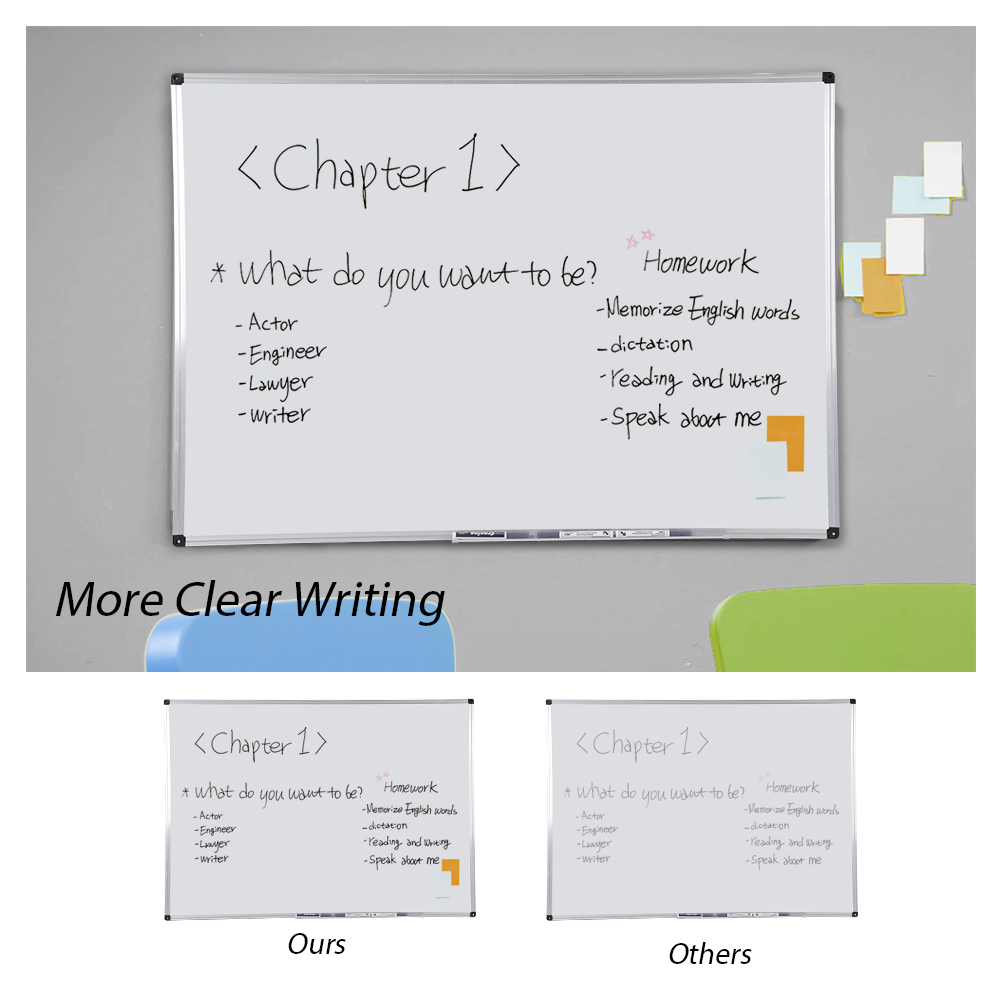 <Chapter 1>
* What do you want to be?
- Actor
- Engineer
- Lawyer
- writer
Homework
- Memorize English words
- dictation
- reading and writing
- Speak about me
More Clear Writing
<Chapter 1>
* What do you want to be?
- Actor
- Engineer
- Lawyer
- writer
Homework
- Memorize English words
- dictation
- reading and writing
- Speak about me
Ours
<Chapter 1>
* What do you want to be?
- Actor
- Engineer
- Lawyer
- writer
Homework
- Memorize English words
- dictation
- reading and writing
- Speak about me
Others